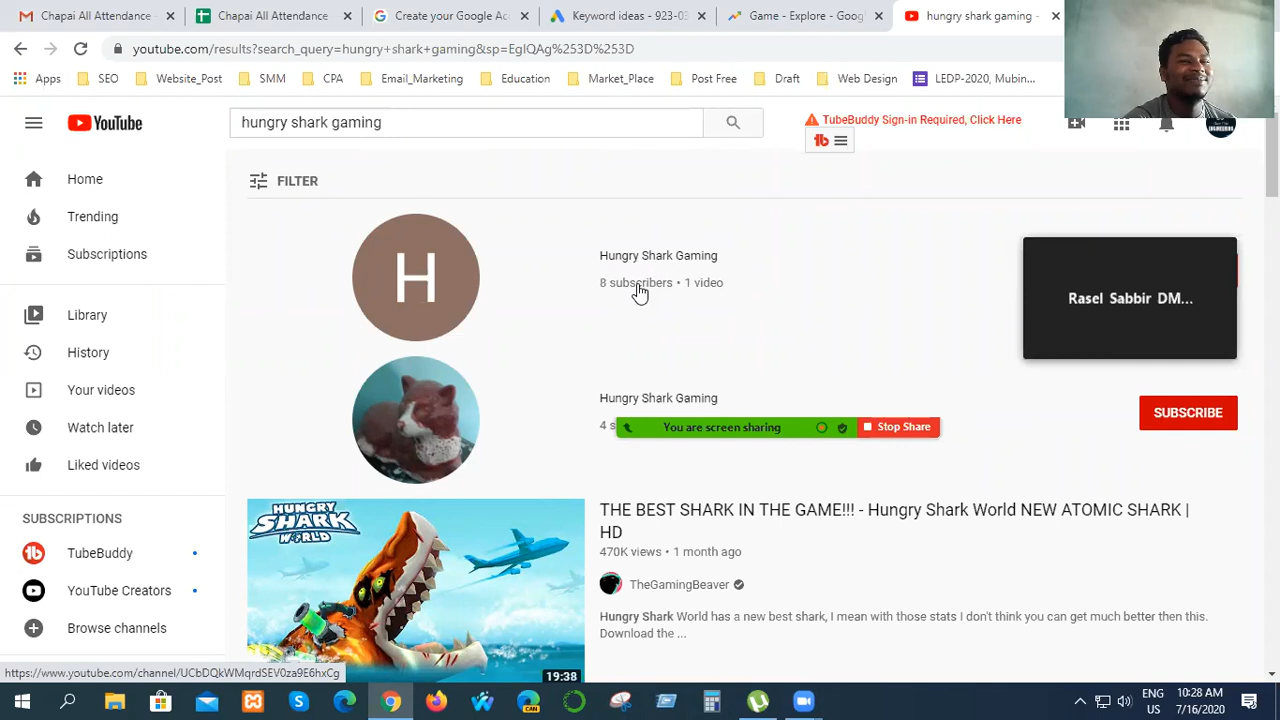 Chapai All Attendance -
Chapai All Attendance
Create your Google Ac
Keyword ideas - 923-03
Game - Explore - Goog
hungry shark gaming -
youtube.com/results?search_query=hungry+shark+gaming&sp=EgIQAg%253D%253D
Apps
SEO
Website_Post
SMM
CPA
Email_Marketing
Education
Market_Place
Post Free
Draft
Web Design
LEDP-2020, Mubin...
YouTube
hungry shark gaming
TubeBuddy Sign-in Required, Click Here
tb
Home
Trending
Subscriptions
Library
History
Your videos
Watch later
Liked videos
SUBSCRIPTIONS
TubeBuddy
YouTube Creators
Browse channels
FILTER
H
Hungry Shark Gaming
8 subscribers • 1 video
Rasel Sabbir DM...
Hungry Shark Gaming
4 s
You are screen sharing
Stop Share
SUBSCRIBE
HUNGRY
SHARK
WORLD
19:38
THE BEST SHARK IN THE GAME!!! - Hungry Shark World NEW ATOMIC SHARK |
HD
470K views • 1 month ago
TheGamingBeaver
Hungry Shark World has a new best shark, I mean with those stats I don't think you can get much better then this.
Download the ...
https://www.youtube.com/channel/UCbDQkWMqrdSEV0za9E6hxCg
ENG
US
10:28 AM
7/16/2020